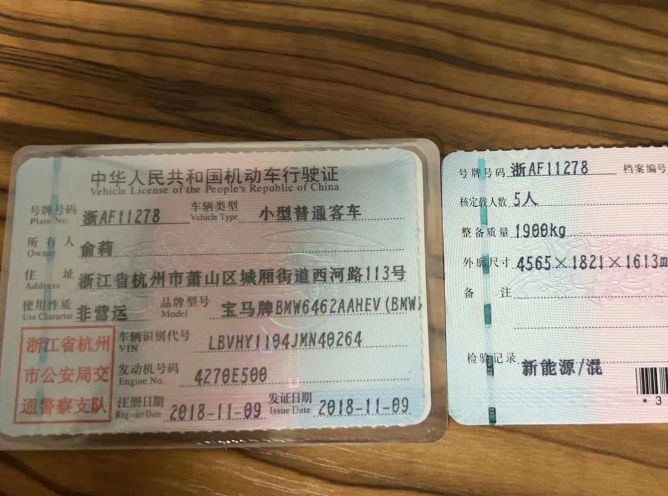 中华人民共和国机动车行驶证
Vehicle License of the People's Republic of China
号牌号码 浙AF11278 车辆类型 小型普通客车
Plate No. Vehicle Type
所有人 俞莉
Owner
住址 浙江省杭州市萧山区城厢街道西河路113号
Address
使用性质 非营运 品牌型号 宝马牌BMW6462AAHEV(BMW
Use Character Model
浙江省杭州
市公安局交
通警察支队
车辆识别代号 LBVHY1104JMN40264
VIN
发动机号码 4270E500
Engine No.
注册日期 2018-11-09 发证日期 2018-11-09
Register Date Issue Date
号牌号码 浙AF11278 档案编号
核定载人数 5人
整备质量 1900kg
外廓尺寸 4565×1821×1613m
备注
检验记录 新能源/混
*3